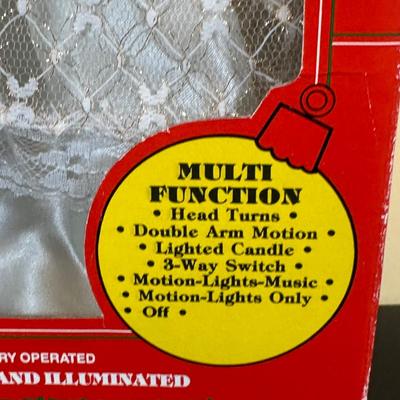 MULTI
FUNCTION
• Head Turns •
• Double Arm Motion •
• Lighted Candle •
• 3-Way Switch •
• Motion-Lights-Music •
• Motion-Lights Only •
• Off •
RY OPERATED
AND ILLUMINATED